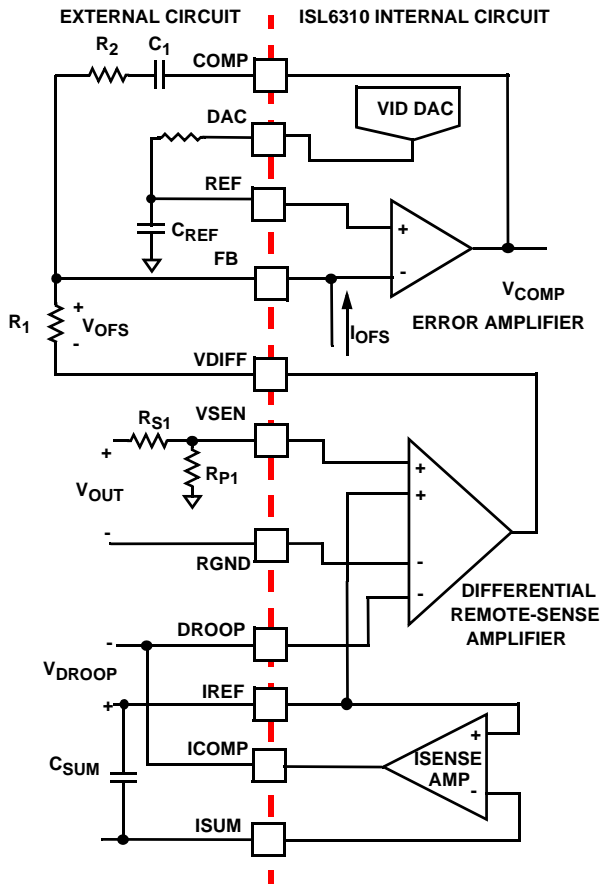 EXTERNAL CIRCUIT
ISL6310 INTERNAL CIRCUIT
R2
C1
COMP
VID DAC
DAC
REF
CREF
+
-
FB
VCOMP
ERROR AMPLIFIER
IOFS
R1
+
VOFS
-
VDIFF
RS1
VSEN
+
RP1
VOUT
+
+
-
RGND
-
-
DIFFERENTIAL
REMOTE-SENSE
AMPLIFIER
DROOP
-
VDROOP
+
IREF
CSUM
ICOMP
+
ISENSE
AMP
-
ISUM